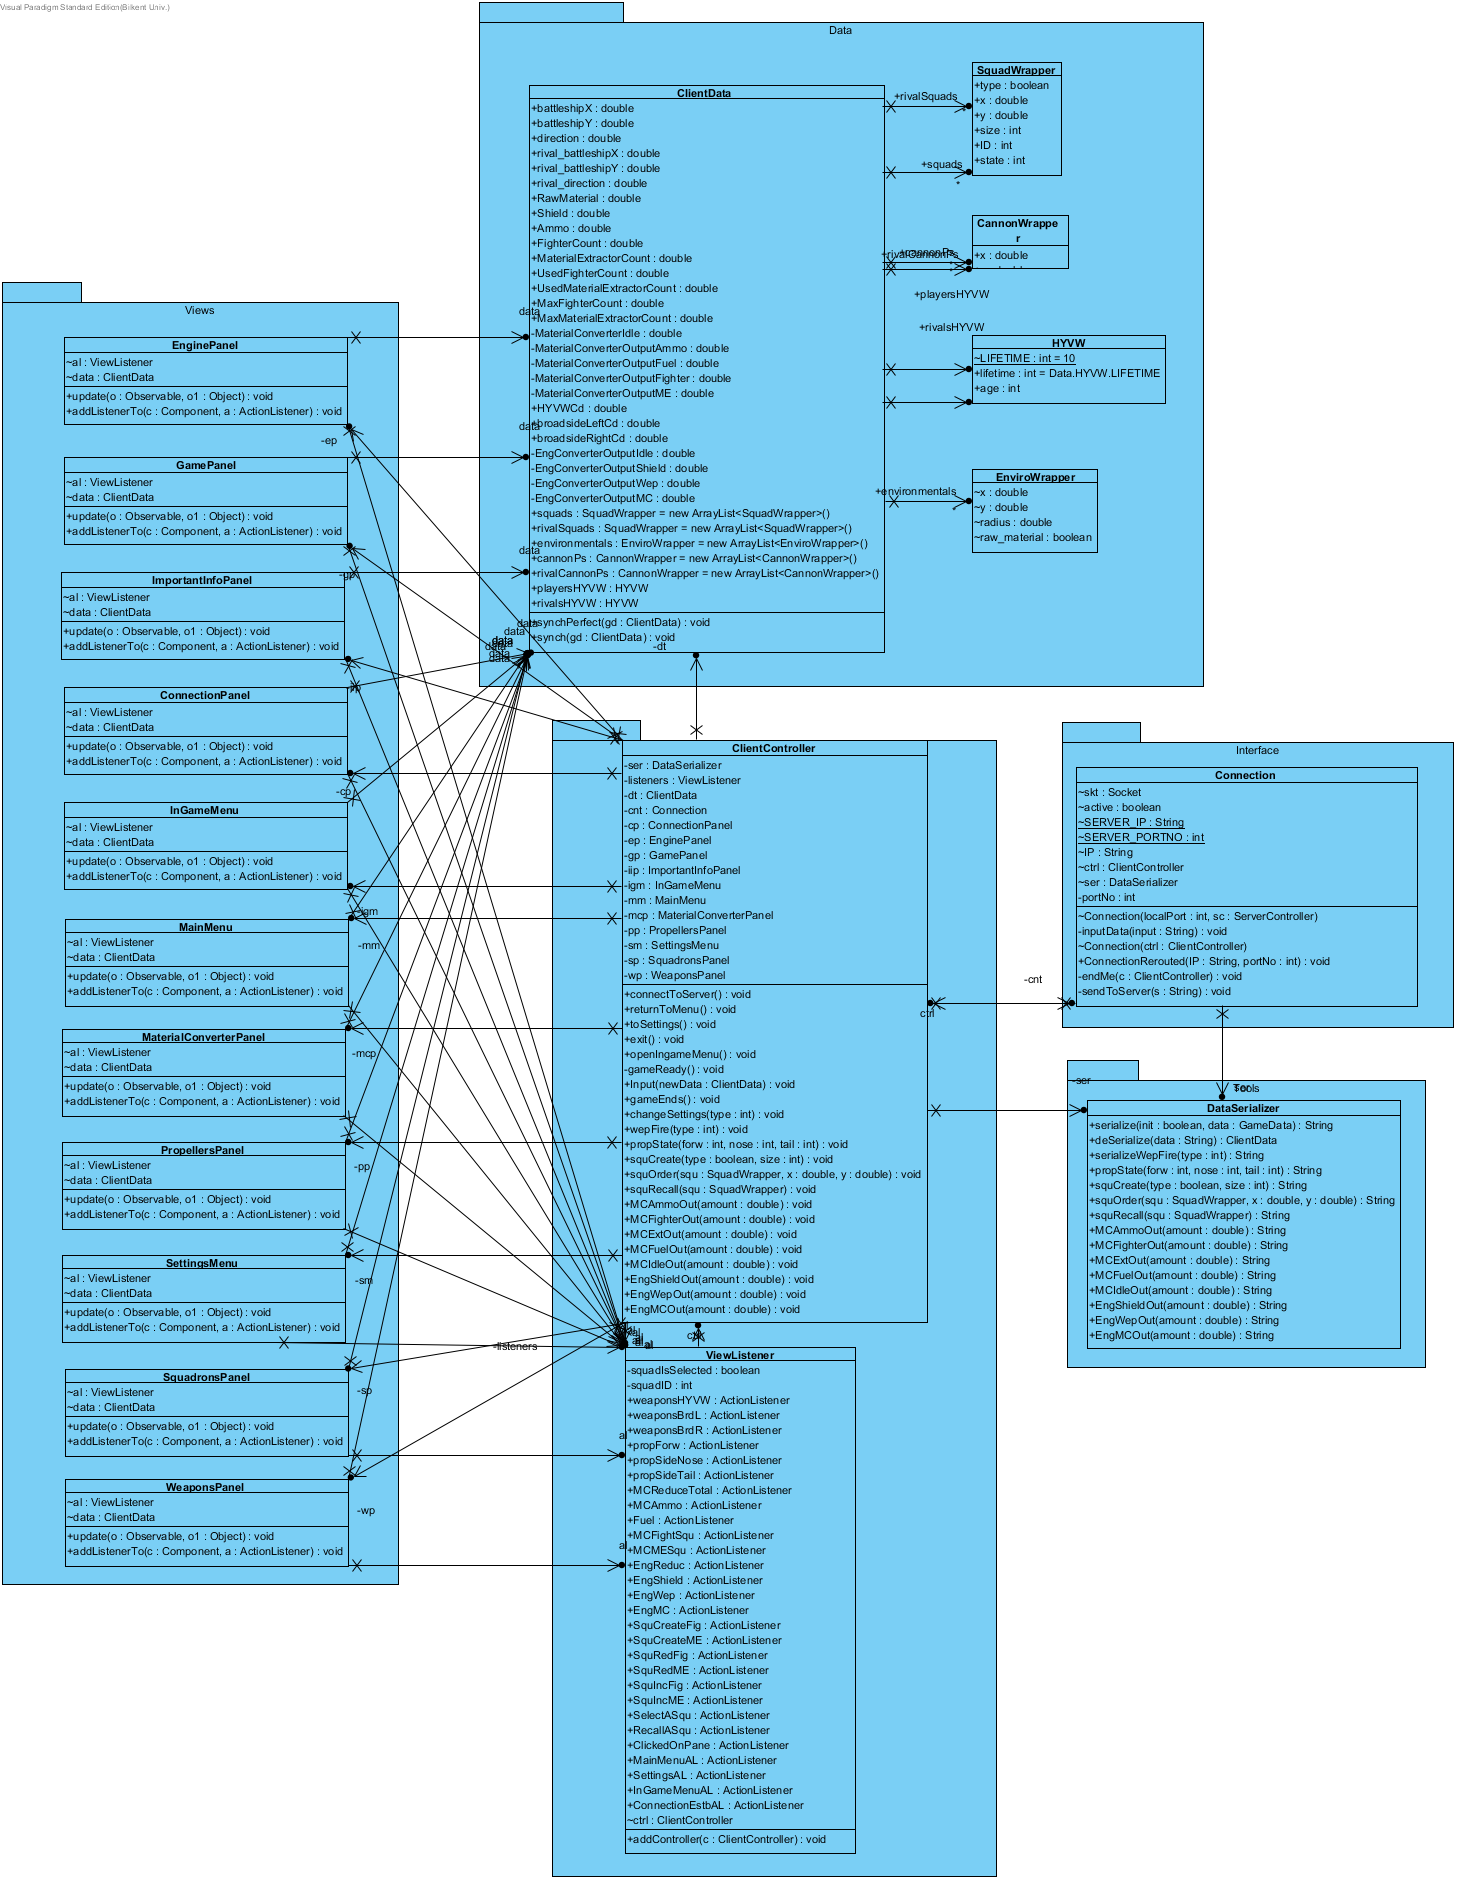 Visual Paradigm Standard Edition(Bilkent Univ.)
Data
ClientData
+battleshipX : double
+battleshipY : double
+direction : double
+rival_battleshipX : double
+rival_battleshipY : double
+rival_direction : double
+RawMaterial : double
+Shield : double
+Ammo : double
+FighterCount : double
+MaterialExtractorCount : double
+UsedFighterCount : double
+UsedMaterialExtractorCount : double
+MaxFighterCount : double
+MaxMaterialExtractorCount : double
-MaterialConverterIdle : double
-MaterialConverterOutputAmmo : double
-MaterialConverterOutputFuel : double
-MaterialConverterOutputFighter : double
-MaterialConverterOutputME : double
+HYVWCd : double
+broadsideLeftCd : double
+broadsideRightCd : double
-EngConverterOutputIdle : double
-EngConverterOutputShield : double
-EngConverterOutputWep : double
-EngConverterOutputMC : double
+squads : SquadWrapper = new ArrayList<SquadWrapper>()
+rivalSquads : SquadWrapper = new ArrayList<SquadWrapper>()
+environmentals : EnviroWrapper = new ArrayList<EnviroWrapper>()
+cannonPs : CannonWrapper = new ArrayList<CannonWrapper>()
+rivalCannonPs : CannonWrapper = new ArrayList<CannonWrapper>()
+playersHYVW : HYVW
+rivalsHYVW : HYVW
+synchPerfect(gd : ClientData) : void
+synch(gd : ClientData) : void
+rivalSquads
*
+squads
*
+cannonPs
+rivalCannonPs
+playersHYVW
+rivalsHYVW
+environmentals
*
SquadWrapper
+type : boolean
+x : double
+y : double
+size : int
+ID : int
+state : int
CannonWrappe
r
+x : double
HYVW
~LIFETIME : int = 10
+lifetime : int = Data.HYVW.LIFETIME
+age : int
EnviroWrapper
~x : double
~y : double
~radius : double
~raw_material : boolean
Views
EnginePanel
~al : ViewListener
~data : ClientData
+update(o : Observable, o1 : Object) : void
+addListenerTo(c : Component, a : ActionListener) : void
GamePanel
~al : ViewListener
~data : ClientData
+update(o : Observable, o1 : Object) : void
+addListenerTo(c : Component, a : ActionListener) : void
ImportantInfoPanel
~al : ViewListener
~data : ClientData
+update(o : Observable, o1 : Object) : void
+addListenerTo(c : Component, a : ActionListener) : void
ConnectionPanel
~al : ViewListener
~data : ClientData
+update(o : Observable, o1 : Object) : void
+addListenerTo(c : Component, a : ActionListener) : void
InGameMenu
~al : ViewListener
~data : ClientData
+update(o : Observable, o1 : Object) : void
+addListenerTo(c : Component, a : ActionListener) : void
MainMenu
~al : ViewListener
~data : ClientData
+update(o : Observable, o1 : Object) : void
+addListenerTo(c : Component, a : ActionListener) : void
MaterialConverterPanel
~al : ViewListener
~data : ClientData
+update(o : Observable, o1 : Object) : void
+addListenerTo(c : Component, a : ActionListener) : void
PropellersPanel
~al : ViewListener
~data : ClientData
+update(o : Observable, o1 : Object) : void
+addListenerTo(c : Component, a : ActionListener) : void
SettingsMenu
~al : ViewListener
~data : ClientData
+update(o : Observable, o1 : Object) : void
+addListenerTo(c : Component, a : ActionListener) : void
SquadronsPanel
~al : ViewListener
~data : ClientData
+update(o : Observable, o1 : Object) : void
+addListenerTo(c : Component, a : ActionListener) : void
WeaponsPanel
~al : ViewListener
~data : ClientData
+update(o : Observable, o1 : Object) : void
+addListenerTo(c : Component, a : ActionListener) : void
-ep
-gp
-cp
-igm
-mm
-mcp
-pp
-sm
-sp
-wp
data
data
data
data
data
data
data
-dt
-listeners
al
al
ClientController
-ser : DataSerializer
-listeners : ViewListener
-dt : ClientData
-cnt : Connection
-cp : ConnectionPanel
-ep : EnginePanel
-gp : GamePanel
-iip : ImportantInfoPanel
-igm : InGameMenu
-mm : MainMenu
-mcp : MaterialConverterPanel
-pp : PropellersPanel
-sm : SettingsMenu
-sp : SquadronsPanel
-wp : WeaponsPanel
+connectToServer() : void
+returnToMenu() : void
+toSettings() : void
+exit() : void
+openIngameMenu() : void
-gameReady() : void
+Input(newData : ClientData) : void
+gameEnds() : void
+changeSettings(type : int) : void
+wepFire(type : int) : void
+propState(forw : int, nose : int, tail : int) : void
+squCreate(type : boolean, size : int) : void
+squOrder(squ : SquadWrapper, x : double, y : double) : void
+squRecall(squ : SquadWrapper) : void
+MCAmmoOut(amount : double) : void
+MCFighterOut(amount : double) : void
+MCExtOut(amount : double) : void
+MCFuelOut(amount : double) : void
+MCIdleOut(amount : double) : void
+EngShieldOut(amount : double) : void
+EngWepOut(amount : double) : void
+EngMCOut(amount : double) : void
ViewListener
-squadIsSelected : boolean
-squadID : int
+weaponsHYVW : ActionListener
+weaponsBrdL : ActionListener
+weaponsBrdR : ActionListener
+propForw : ActionListener
+propSideNose : ActionListener
+propSideTail : ActionListener
+MCReduceTotal : ActionListener
+MCAmmo : ActionListener
+Fuel : ActionListener
+MCFightSqu : ActionListener
+MCMESqu : ActionListener
+EngReduc : ActionListener
+EngShield : ActionListener
+EngWep : ActionListener
+EngMC : ActionListener
+SquCreateFig : ActionListener
+SquCreateME : ActionListener
+SquRedFig : ActionListener
+SquRedME : ActionListener
+SquIncFig : ActionListener
+SquIncME : ActionListener
+SelectASqu : ActionListener
+RecallASqu : ActionListener
+ClickedOnPane : ActionListener
+MainMenuAL : ActionListener
+SettingsAL : ActionListener
+InGameMenuAL : ActionListener
+ConnectionEstbAL : ActionListener
~ctrl : ClientController
+addController(c : ClientController) : void
-cnt
ctrl
Interface
Connection
~skt : Socket
~active : boolean
~SERVER_IP : String
~SERVER_PORTNO : int
~IP : String
~ctrl : ClientController
~ser : DataSerializer
-portNo : int
~Connection(localPort : int, sc : ServerController)
-inputData(input : String) : void
~Connection(ctrl : ClientController)
+ConnectionRerouted(IP : String, portNo : int) : void
-endMe(c : ClientController) : void
-sendToServer(s : String) : void
-ser
Tools
DataSerializer
+serialize(init : boolean, data : GameData) : String
+deSerialize(data : String) : ClientData
+serializeWepFire(type : int) : String
+propState(forw : int, nose : int, tail : int) : String
+squCreate(type : boolean, size : int) : String
+squOrder(squ : SquadWrapper, x : double, y : double) : String
+squRecall(squ : SquadWrapper) : String
+MCAmmoOut(amount : double) : String
+MCFighterOut(amount : double) : String
+MCExtOut(amount : double) : String
+MCFuelOut(amount : double) : String
+MCIdleOut(amount : double) : String
+EngShieldOut(amount : double) : String
+EngWepOut(amount : double) : String
+EngMCOut(amount : double) : String